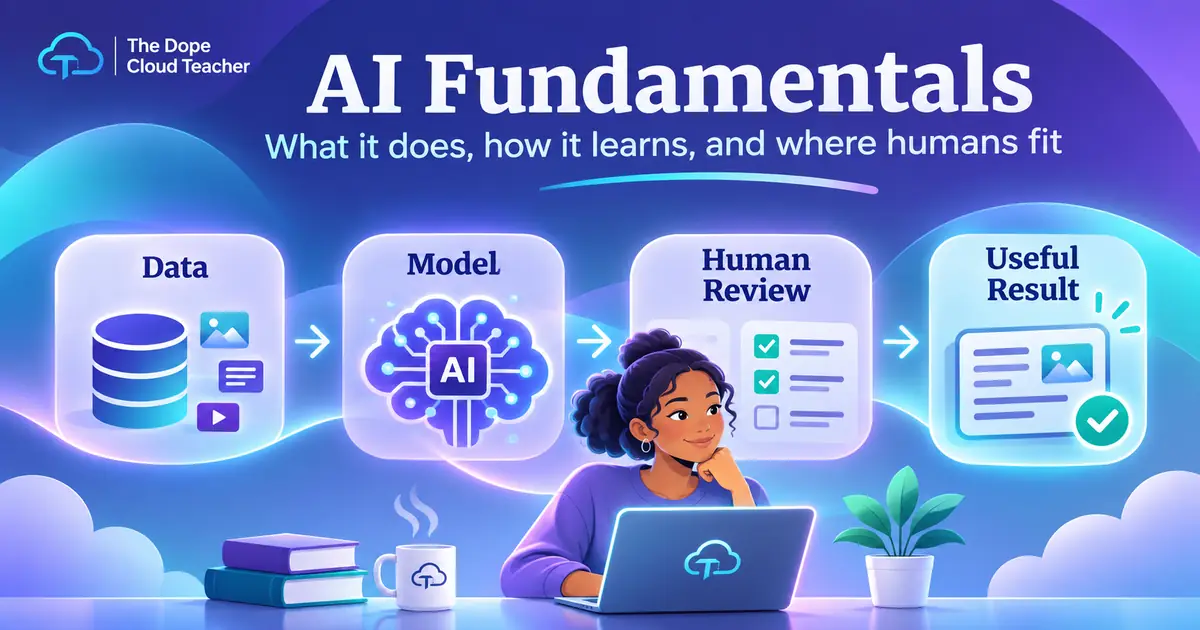 The Dope
Cloud Teacher
AI Fundamentals
What it does, how it learns, and where humans fit
Data
Model
AI
Human
Review
Useful
Result